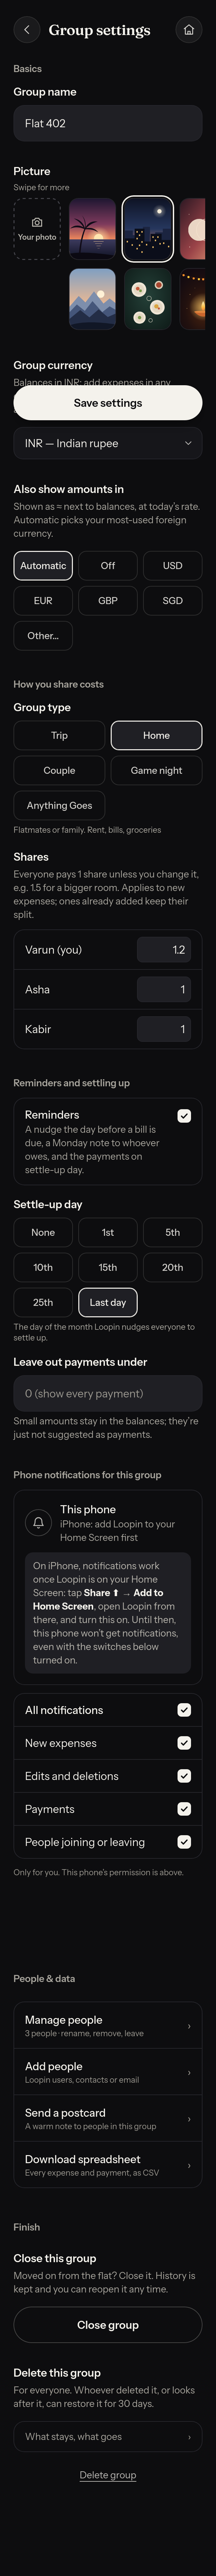 Group settings
Basics
Group name
Flat 402
Picture
Swipe for more
Your photo
Group currency
Balances in INR; add expenses in any
Save settings
INR — Indian rupee
Also show amounts in
Shown as ≈ next to balances, at today's rate.
Automatic picks your most-used foreign
currency.
Automatic
Off
USD
EUR
GBP
SGD
Other...
How you share costs
Group type
Trip
Home
Couple
Game night
Anything Goes
Flatmates or family. Rent, bills, groceries
Shares
Everyone pays 1 share unless you change it,
e.g. 1.5 for a bigger room. Applies to new
expenses; ones already added keep their
split.
Varun (you)
1.2
Asha
1
Kabir
1
Reminders and settling up
Reminders
A nudge the day before a bill is
due, a Monday note to whoever
owes, and the payments on
settle-up day.
Settle-up day
None
1st
5th
10th
15th
20th
25th
Last day
The day of the month Loopin nudges everyone to
settle up.
Leave out payments under
0 (show every payment)
Small amounts stay in the balances; they're
just not suggested as payments.
Phone notifications for this group
This phone
iPhone: add Loopin to your
Home Screen first
On iPhone, notifications work
once Loopin is on your Home
Screen: tap Share ⬆ → Add to
Home Screen, open Loopin from
there, and turn this on. Until then,
this phone won't get notifications,
even with the switches below
turned on.
All notifications
New expenses
Edits and deletions
Payments
People joining or leaving
Only for you. This phone's permission is above.
People & data
Manage people
3 people · rename, remove, leave
Add people
Loopin users, contacts or email
Send a postcard
A warm note to people in this group
Download spreadsheet
Every expense and payment, as CSV
Finish
Close this group
Moved on from the flat? Close it. History is
kept and you can reopen it any time.
Close group
Delete this group
For everyone. Whoever deleted it, or looks
after it, can restore it for 30 days.
What stays, what goes
Delete group